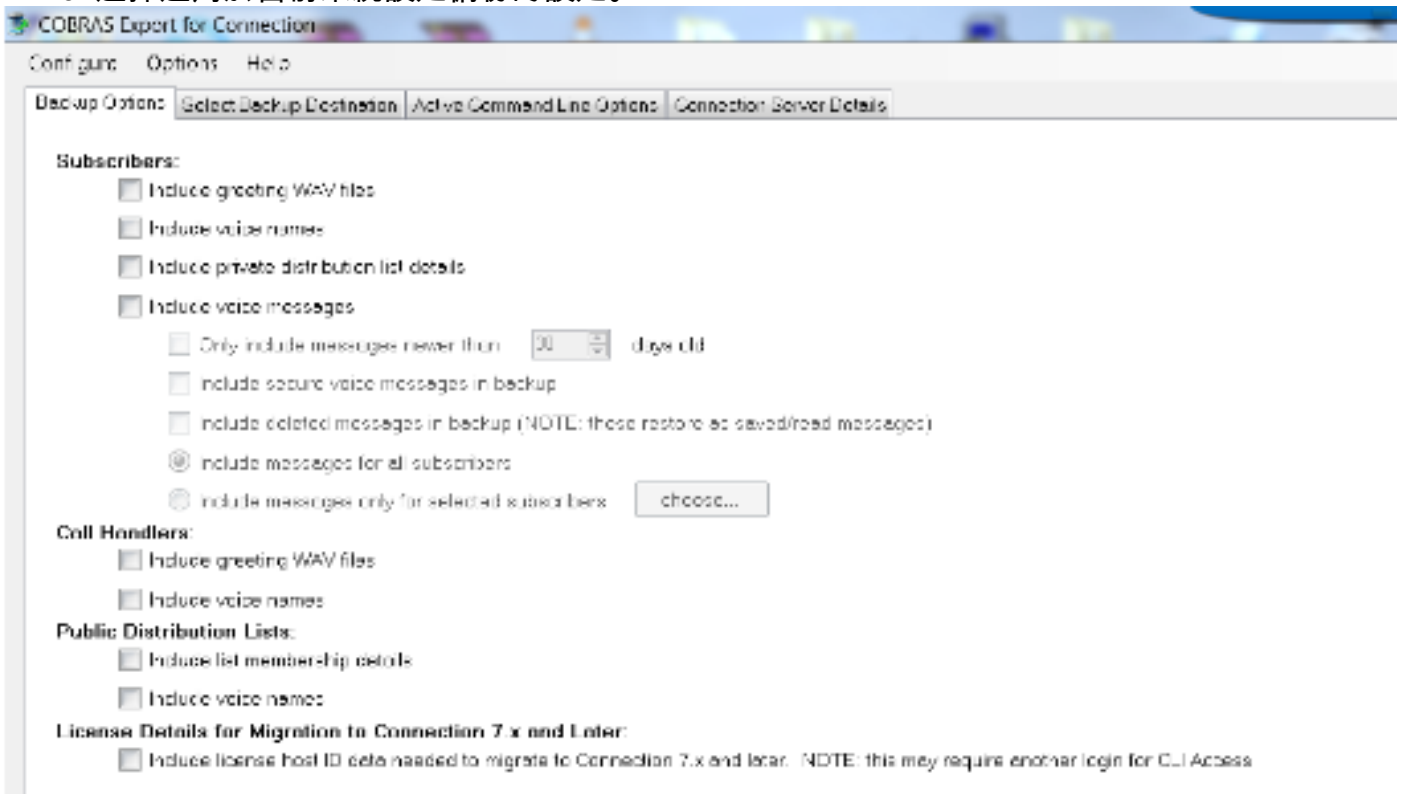 COBRAS Export for Connection
Configure Options Help
Backup Options Select Backup Destination Active Command Line Options Connection Server Details
Subscribers:
Include greeting WAV files
Include voice names
Include private distribution list details
Include voice messages
Only include messages newer than days old
Include secure voice messages in backup
Include deleted messages in backup (NOTE: these restore as saved/read messages)
Include messages for all subscribers
Include messages only for selected subscribers choose...
Call Handlers:
Include greeting WAV files
Include voice names
Public Distribution Lists:
Include list membership details
Include voice names
License Details for Migration to Connection 7.x and Later:
Include license host ID data needed to migrate to Connection 7.x and later. NOTE: this may require another login for CLI Access